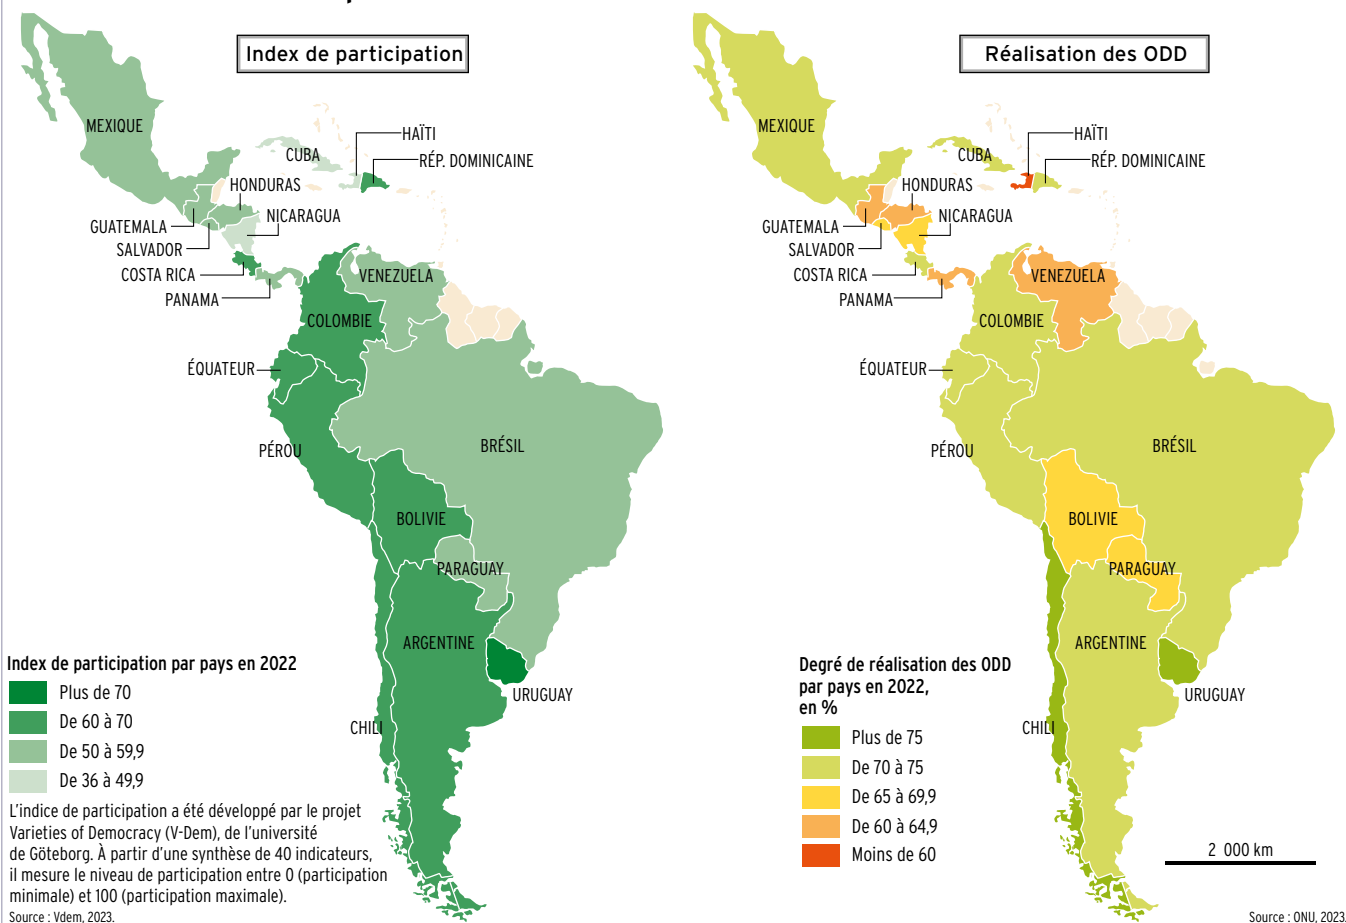 Index de participation
MEXIQUE
CUBA
HAÏTI
RÉP. DOMINICAINE
HONDURAS
GUATEMALA
NICARAGUA
SALVADOR
COSTA RICA
PANAMA
VENEZUELA
COLOMBIE
ÉQUATEUR
PÉROU
BRÉSIL
BOLIVIE
PARAGUAY
ARGENTINE
URUGUAY
CHILI
Index de participation par pays en 2022
Plus de 70
De 60 à 70
De 50 à 59,9
De 36 à 49,9
L'indice de participation a été développé par le projet
Varieties of Democracy (V-Dem), de l'université
de Göteborg. À partir d'une synthèse de 40 indicateurs,
il mesure le niveau de participation entre 0 (participation
minimale) et 100 (participation maximale).
Source : Vdem, 2023.
Réalisation des ODD
MEXIQUE
CUBA
HAÏTI
RÉP. DOMINICAINE
HONDURAS
GUATEMALA
NICARAGUA
SALVADOR
COSTA RICA
PANAMA
VENEZUELA
COLOMBIE
ÉQUATEUR
PÉROU
BRÉSIL
BOLIVIE
PARAGUAY
ARGENTINE
URUGUAY
CHILI
Degré de réalisation des ODD
par pays en 2022,
en %
Plus de 75
De 70 à 75
De 65 à 69,9
De 60 à 64,9
Moins de 60
2 000 km
Source : ONU, 2023.